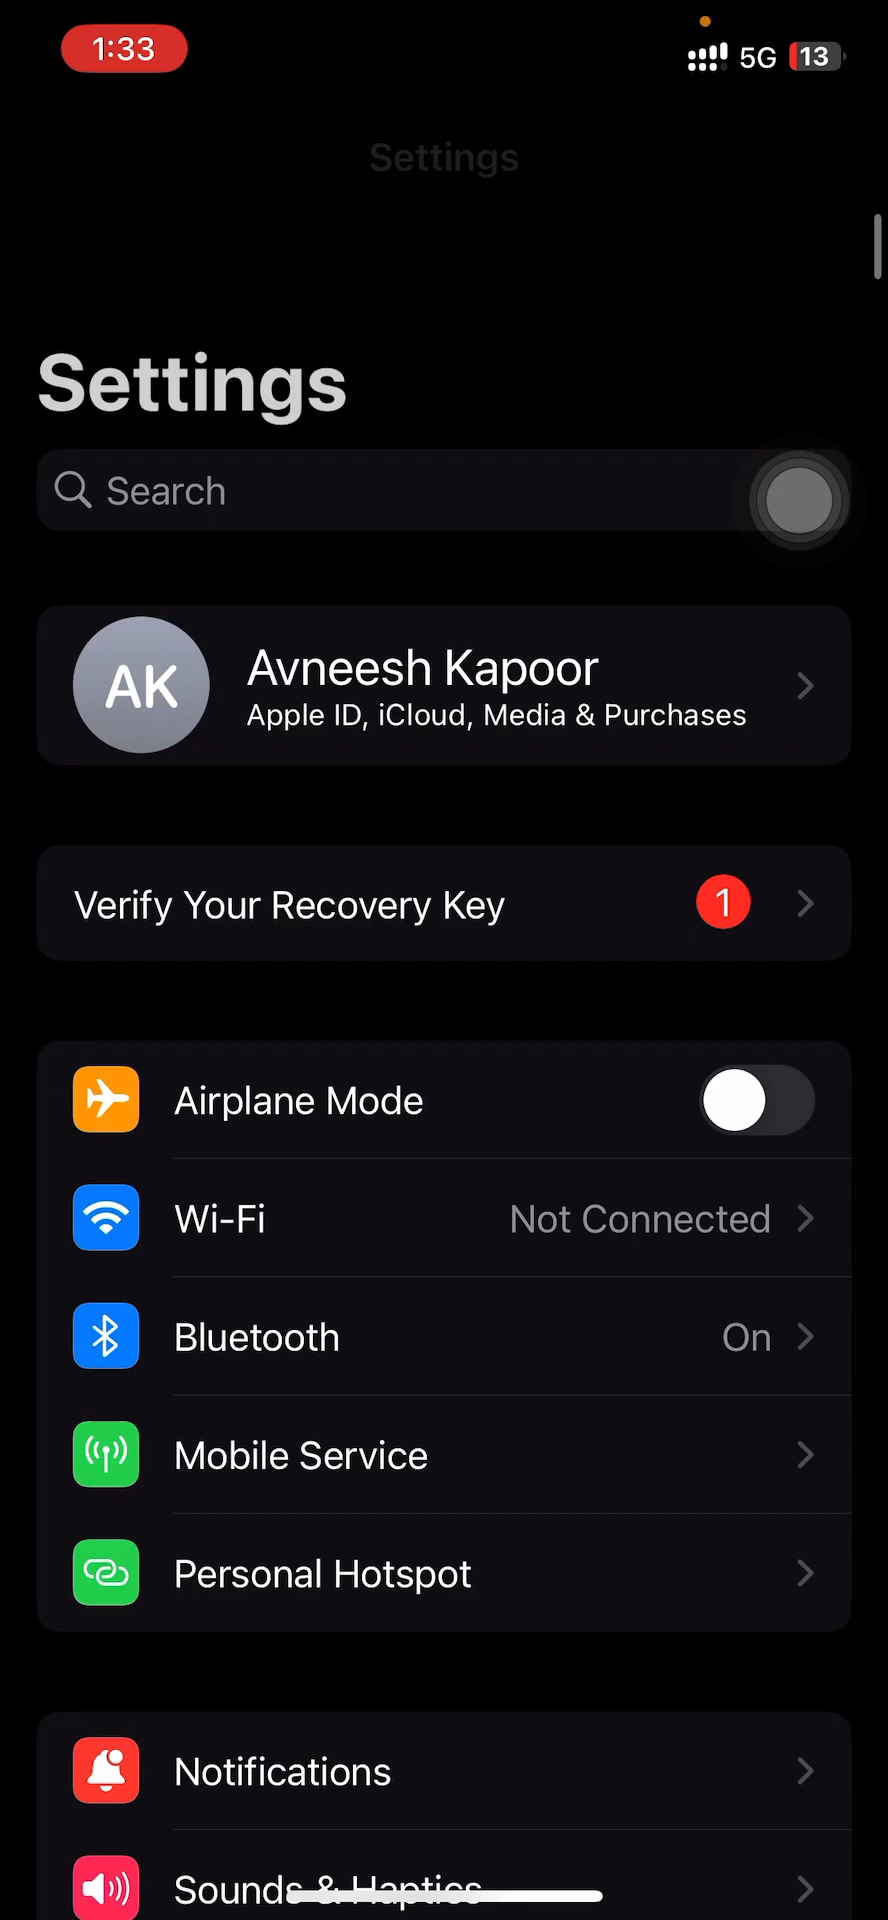 1:33
5G 13
Settings
Settings
Search
AK
Avneesh Kapoor
Apple ID, iCloud, Media & Purchases
Verify Your Recovery Key 1
Airplane Mode
Wi-Fi Not Connected
Bluetooth On
Mobile Service
Personal Hotspot
Notifications
Sounds & Haptics